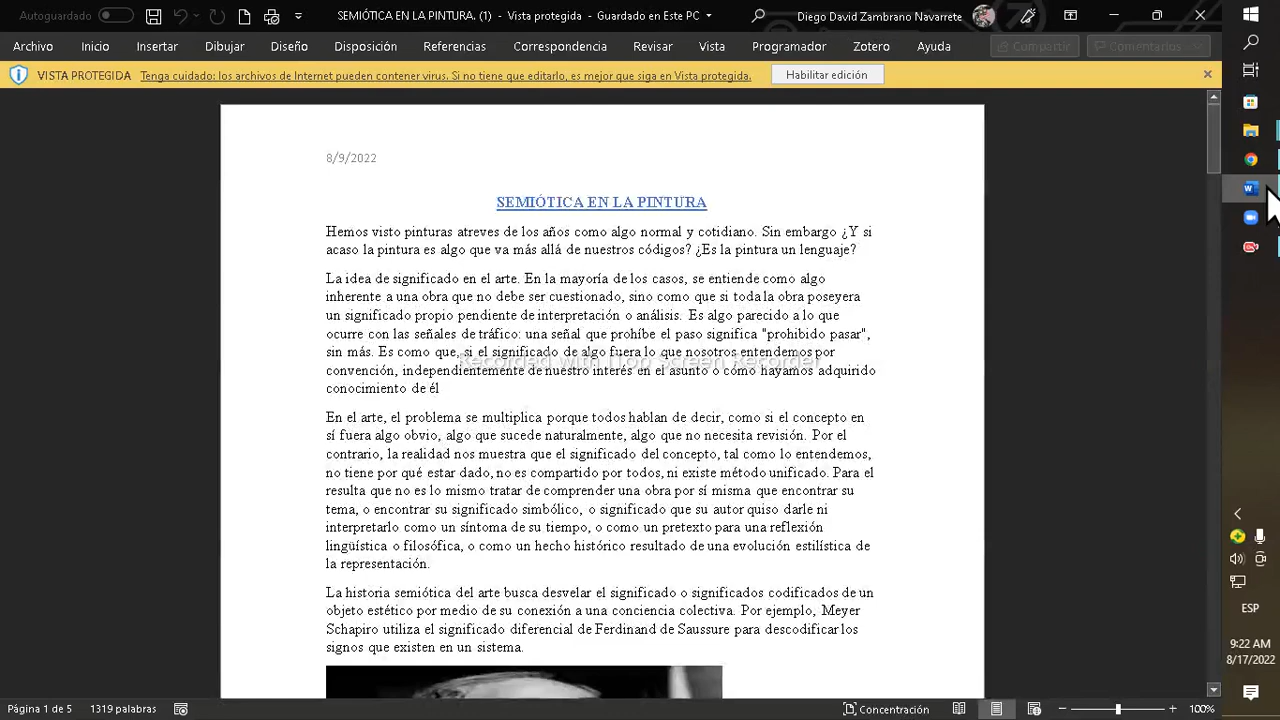 Autoguardado
SEMIÓTICA EN LA PINTURA. (1) - Vista protegida - Guardado en Este PC
Diego David Zambrano Navarrete
Archivo Inicio Insertar Dibujar Diseño Disposición Referencias Correspondencia Revisar Vista Programador Zotero Ayuda Compartir Comentarios
VISTA PROTEGIDA Tenga cuidado: los archivos de Internet pueden contener virus. Si no tiene que editarlo, es mejor que siga en Vista protegida. Habilitar edición
8/9/2022
SEMIÓTICA EN LA PINTURA
Hemos visto pinturas atreves de los años como algo normal y cotidiano. Sin embargo ¿Y si
acaso la pintura es algo que va más allá de nuestros códigos? ¿Es la pintura un lenguaje?
La idea de significado en el arte. En la mayoría de los casos, se entiende como algo
inherente a una obra que no debe ser cuestionado, sino como que si toda la obra poseyera
un significado propio pendiente de interpretación o análisis. Es algo parecido a lo que
ocurre con las señales de tráfico: una señal que prohíbe el paso significa "prohibido pasar",
sin más. Es como que, si el significado de algo fuera lo que nosotros entendemos por
Recorded with iTop Screen Recorder
convención, independientemente de nuestro interés en el asunto o cómo hayamos adquirido
conocimiento de él
En el arte, el problema se multiplica porque todos hablan de decir, como si el concepto en
sí fuera algo obvio, algo que sucede naturalmente, algo que no necesita revisión. Por el
contrario, la realidad nos muestra que el significado del concepto, tal como lo entendemos,
no tiene por qué estar dado, no es compartido por todos, ni existe método unificado. Para el
resulta que no es lo mismo tratar de comprender una obra por sí misma que encontrar su
tema, o encontrar su significado simbólico, o significado que su autor quiso darle ni
interpretarlo como un síntoma de su tiempo, o como un pretexto para una reflexión
lingüística o filosófica, o como un hecho histórico resultado de una evolución estilística de
la representación.
La historia semiótica del arte busca desvelar el significado o significados codificados de un
objeto estético por medio de su conexión a una conciencia colectiva. Por ejemplo, Meyer
Schapiro utiliza el significado diferencial de Ferdinand de Saussure para descodificar los
signos que existen en un sistema.
ESP
9:22 AM
8/17/2022
Página 1 de 5 1319 palabras Concentración 100%